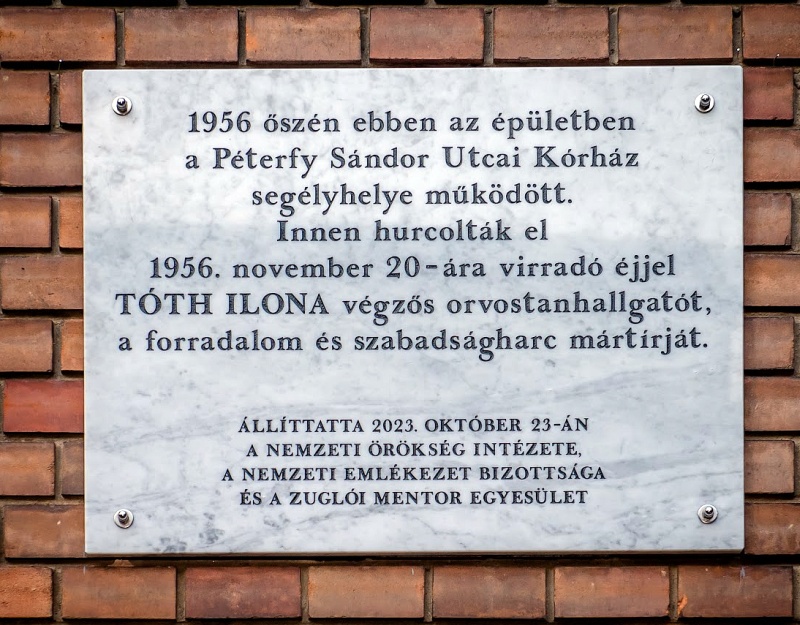 1956 őszén ebben az épületben
a Péterfy Sándor Utcai Kórház
segélyhelye működött.
Innen hurcolták el
1956. november 20-ára virradó éjjel
TÓTH ILONA végzős orvostanhallgatót,
a forradalom és szabadságharc mártírját.
ÁLLÍTTATTA 2023. OKTÓBER 23-ÁN
A NEMZETI ÖRÖKSÉG INTÉZETE,
A NEMZETI EMLÉKEZET BIZOTTSÁGA
ÉS A ZUGLÓI MENTOR EGYESÜLET